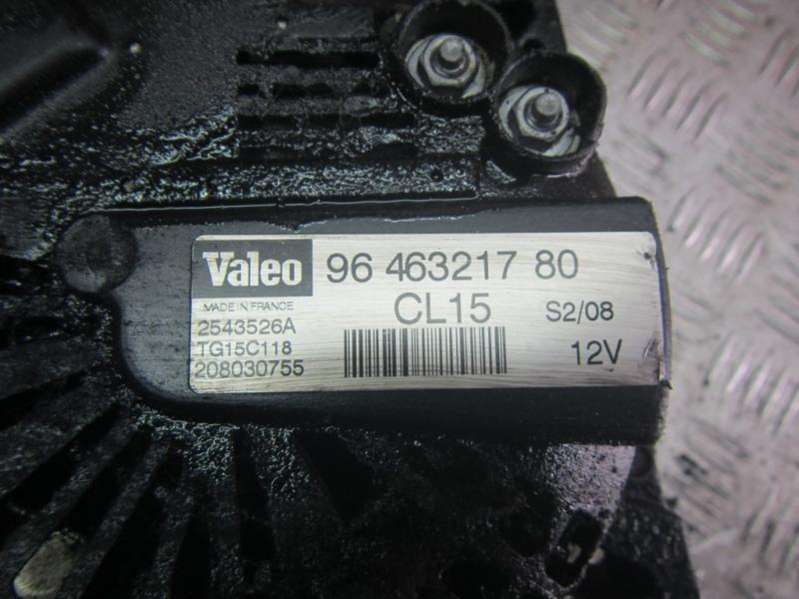 Valeo 96 463217 80
MADE IN FRANCE CL15 S2/08
2543526A
TG15C118 12V
208030755